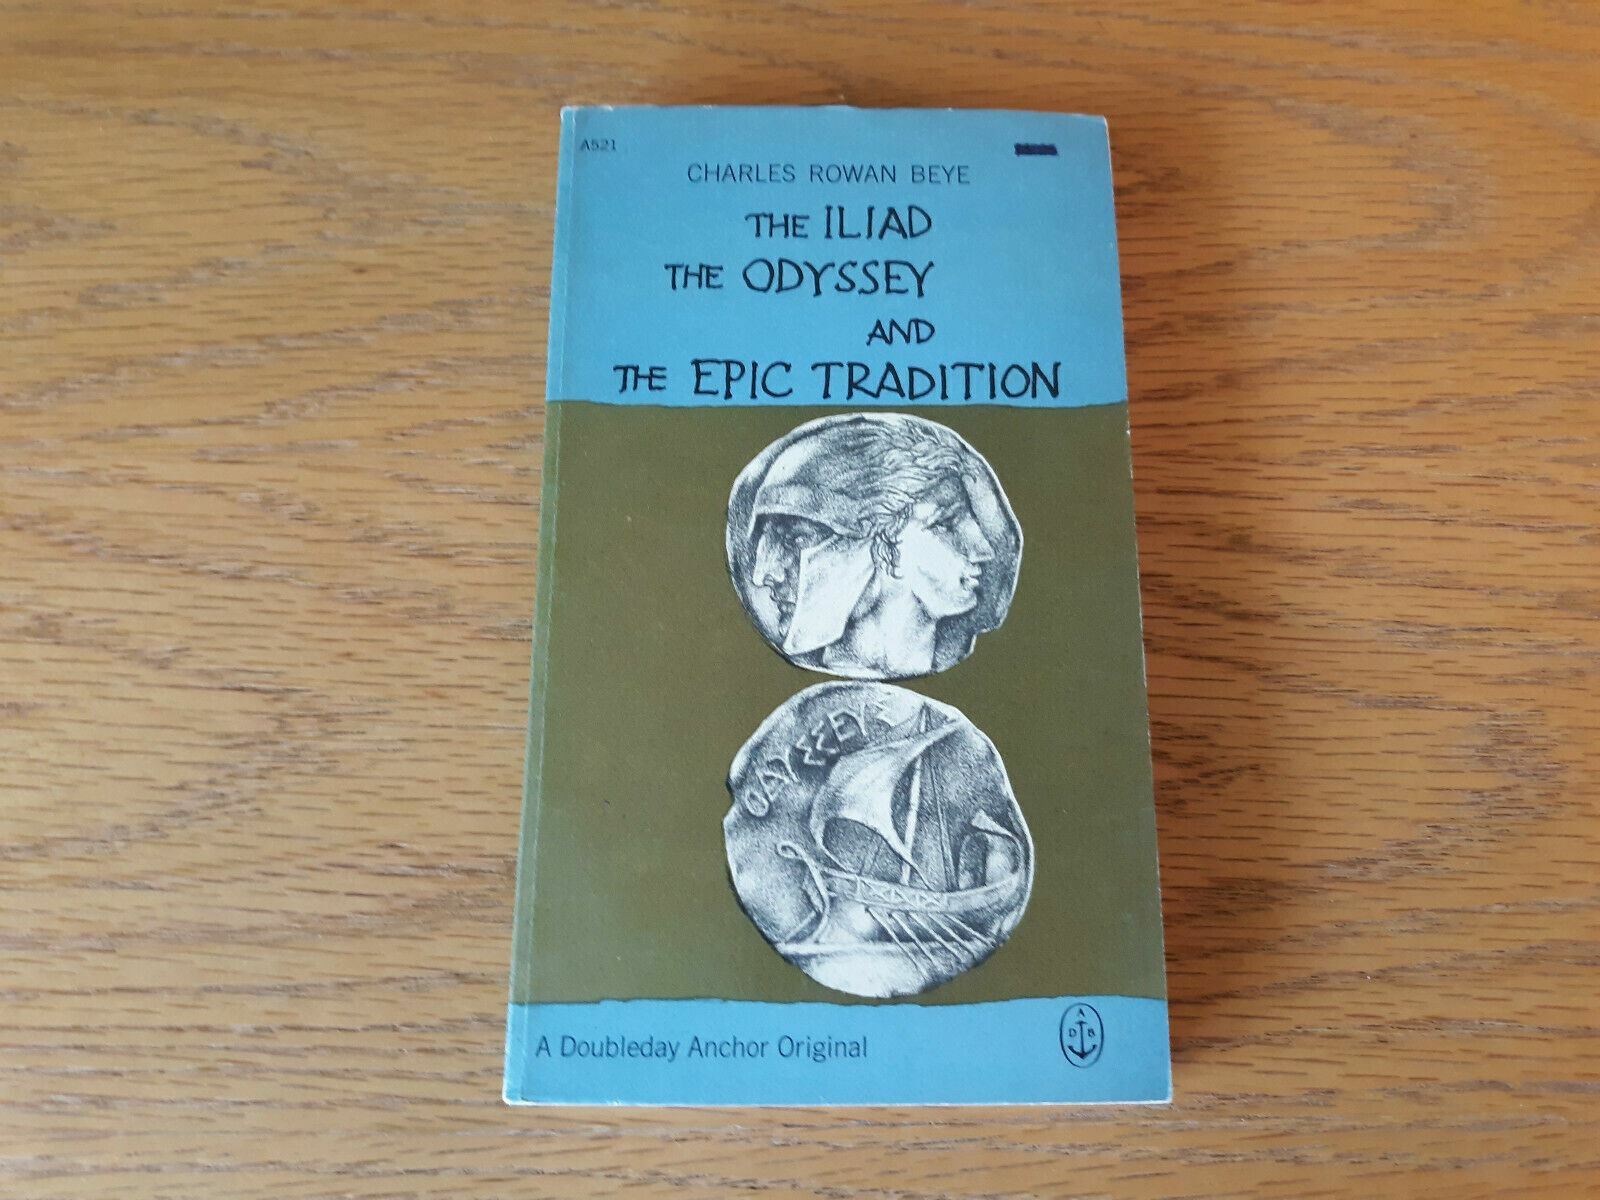 A521
CHARLES ROWAN BEYE
THE ILIAD
THE ODYSSEY
AND
THE EPIC TRADITION
ΟΔΥΣΣΕΥΣ
A Doubleday Anchor Original
A
D B